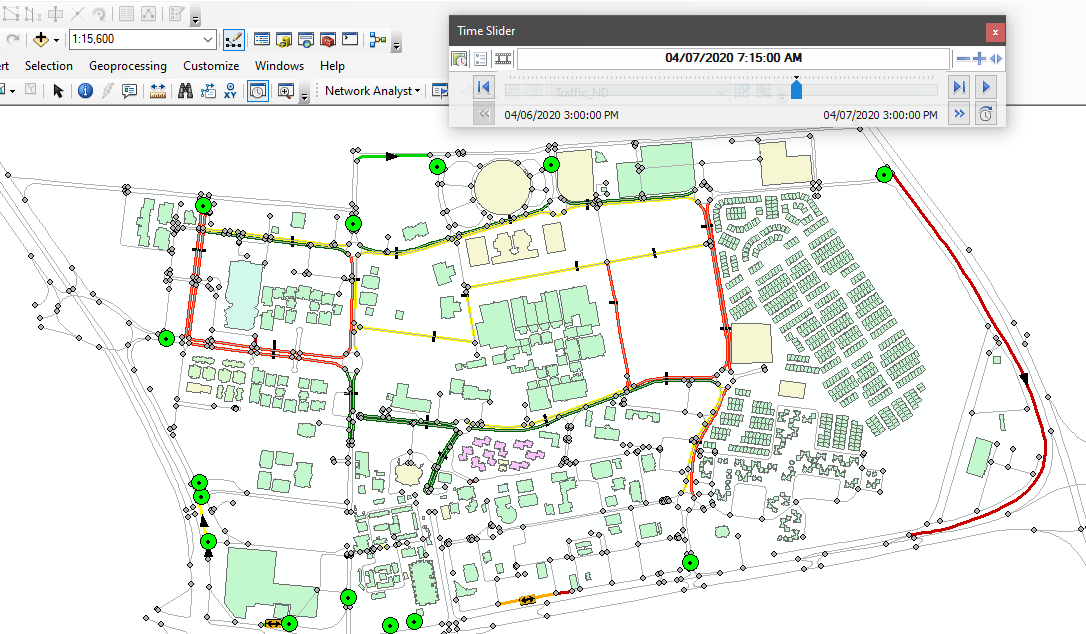 Time Slider
1:15,600
04/07/2020 7:15:00 AM
rt Selection Geoprocessing Customize Windows Help
XY
Network Analyst
Traffic_ND
04/06/2020 3:00:00 PM
04/07/2020 3:00:00 PM